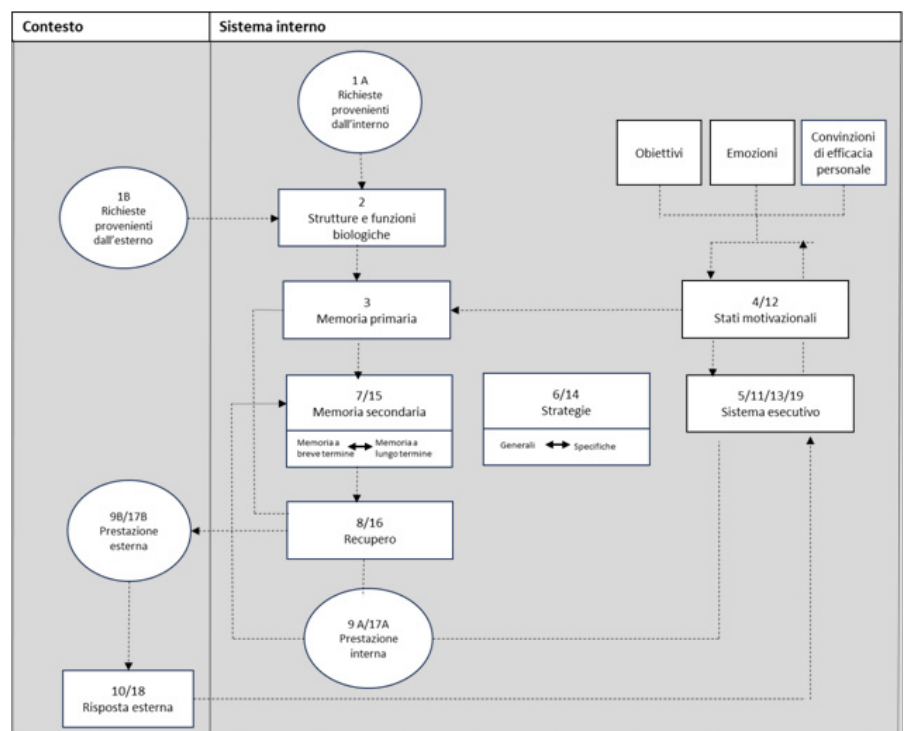 Contesto
Sistema interno
1 A
Richieste
provenienti
dall'interno
Obiettivi
Emozioni
Convinzioni
di efficacia
personale
1B
Richieste
provenienti
dall'esterno
2
Strutture e funzioni
biologiche
3
Memoria primaria
4/12
Stati motivazionali
7/15
Memoria secondaria
Memoria a
breve termine
Memoria a
lungo termine
6/14
Strategie
Generali
Specifiche
5/11/13/19
Sistema esecutivo
9B/17B
Prestazione
esterna
8/16
Recupero
9 A/17A
Prestazione
interna
10/18
Risposta esterna